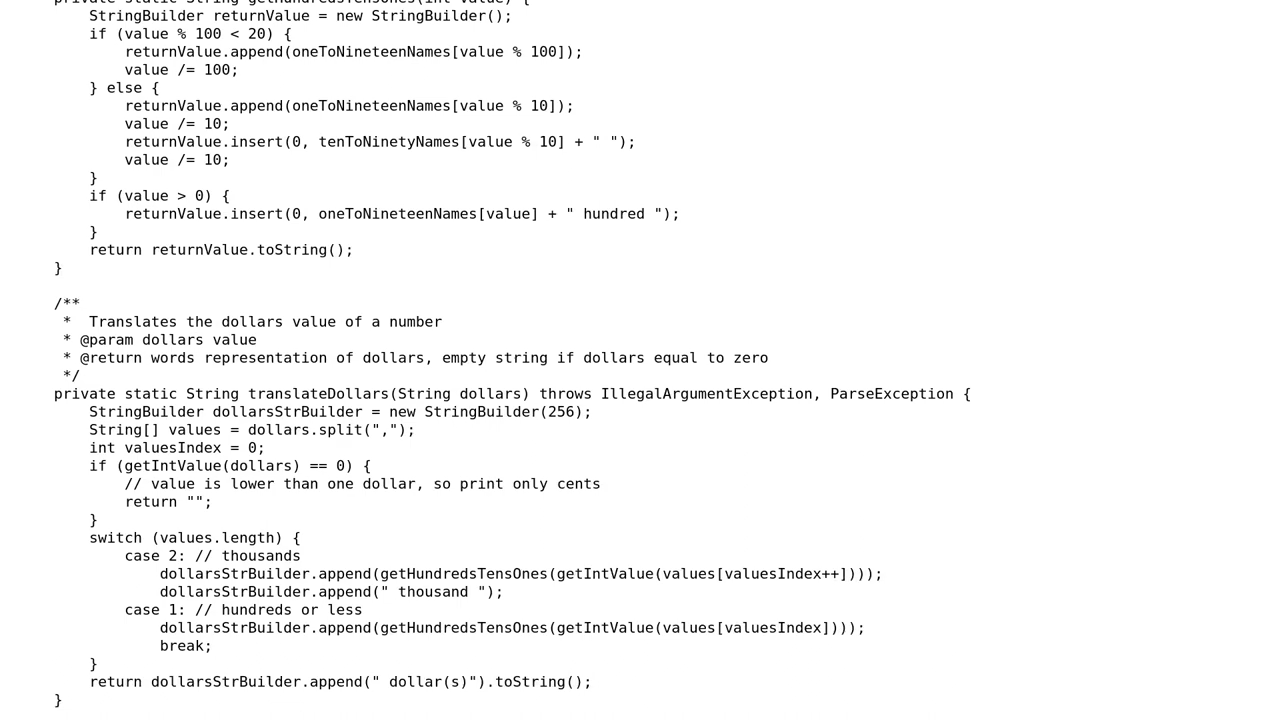 private static String getHundredsTensOnes(int value) {
StringBuilder returnValue = new StringBuilder();
if (value % 100 < 20) {
returnValue.append(oneToNineteenNames[value % 100]);
value /= 100;
} else {
returnValue.append(oneToNineteenNames[value % 10]);
value /= 10;
returnValue.insert(0, tenToNinetyNames[value % 10] + " ");
value /= 10;
}
if (value > 0) {
returnValue.insert(0, oneToNineteenNames[value] + " hundred ");
}
return returnValue.toString();
}
/**
*  Translates the dollars value of a number
* @param dollars value
* @return words representation of dollars, empty string if dollars equal to zero
*/
private static String translateDollars(String dollars) throws IllegalArgumentException, ParseException {
StringBuilder dollarsStrBuilder = new StringBuilder(256);
String[] values = dollars.split(",");
int valuesIndex = 0;
if (getIntValue(dollars) == 0) {
// value is lower than one dollar, so print only cents
return "";
}
switch (values.length) {
case 2: // thousands
dollarsStrBuilder.append(getHundredsTensOnes(getIntValue(values[valuesIndex++])));
dollarsStrBuilder.append(" thousand ");
case 1: // hundreds or less
dollarsStrBuilder.append(getHundredsTensOnes(getIntValue(values[valuesIndex])));
break;
}
return dollarsStrBuilder.append(" dollar(s)").toString();
}